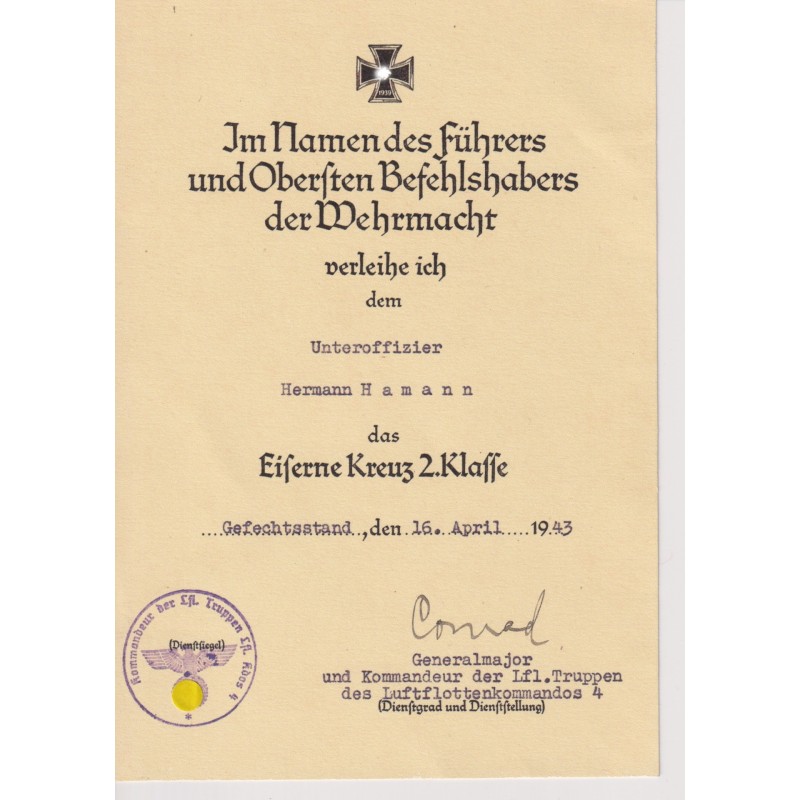 1939
Im Namen des Führers
und Oberſten Befehlshabers
der Wehrmacht
verleihe ich
dem
Unteroffizier
Hermann H a m a n n
das
Eiſerne Kreuz 2.Klaſſe
....Gefechtsstand..,den.16..April.....1943
Kommandeur der Lfl. Truppen Lfl. Kdos 4
(Dienſtſiegel)
*
Conrad
Generalmajor
und Kommandeur der Lfl.Truppen
des Luftflottenkommandos 4
(Dienſtgrad und Dienſtſtellung)